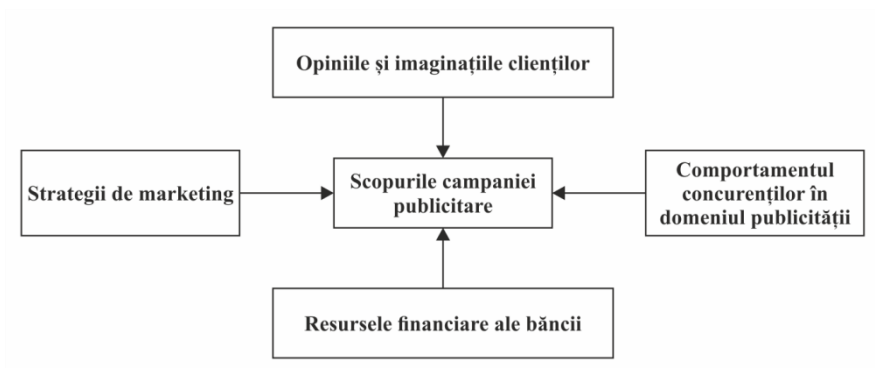 Opiniile și imaginațiile clienților
Strategii de marketing
Scopurile campaniei
publicitare
Comportamentul
concurenților în
domeniul publicității
Resursele financiare ale băncii